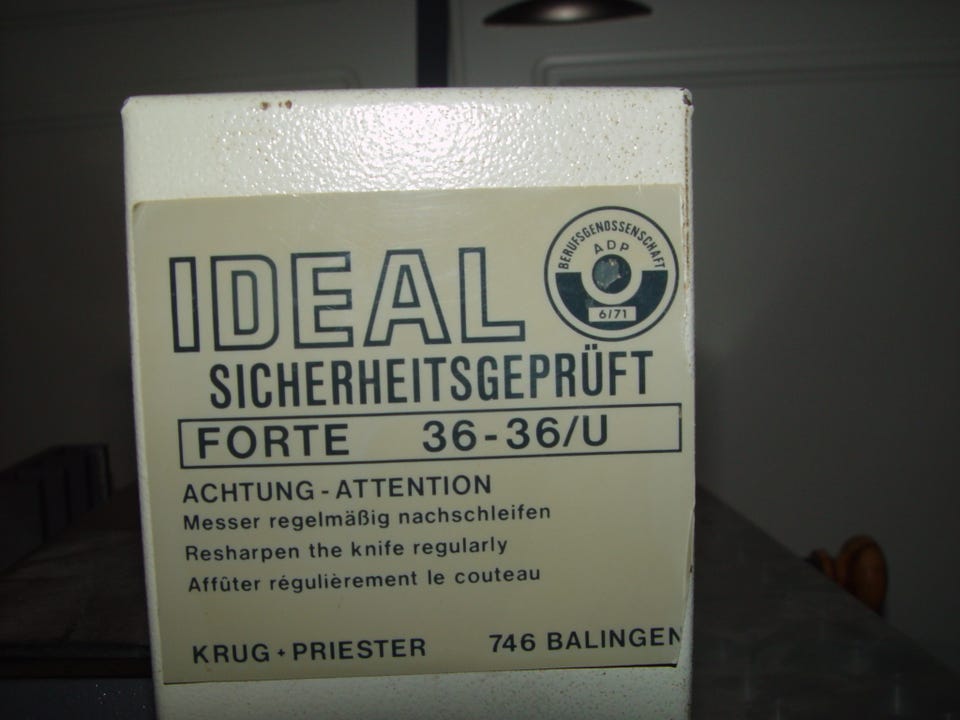 IDEAL
BERUFSGENOSSENSCHAFT
ADP
6/71
SICHERHEITSGEPRÜFT
FORTE 36-36/U
ACHTUNG - ATTENTION
Messer regelmäßig nachschleifen
Resharpen the knife regularly
Affûter régulièrement le couteau
KRUG + PRIESTER 746 BALINGEN